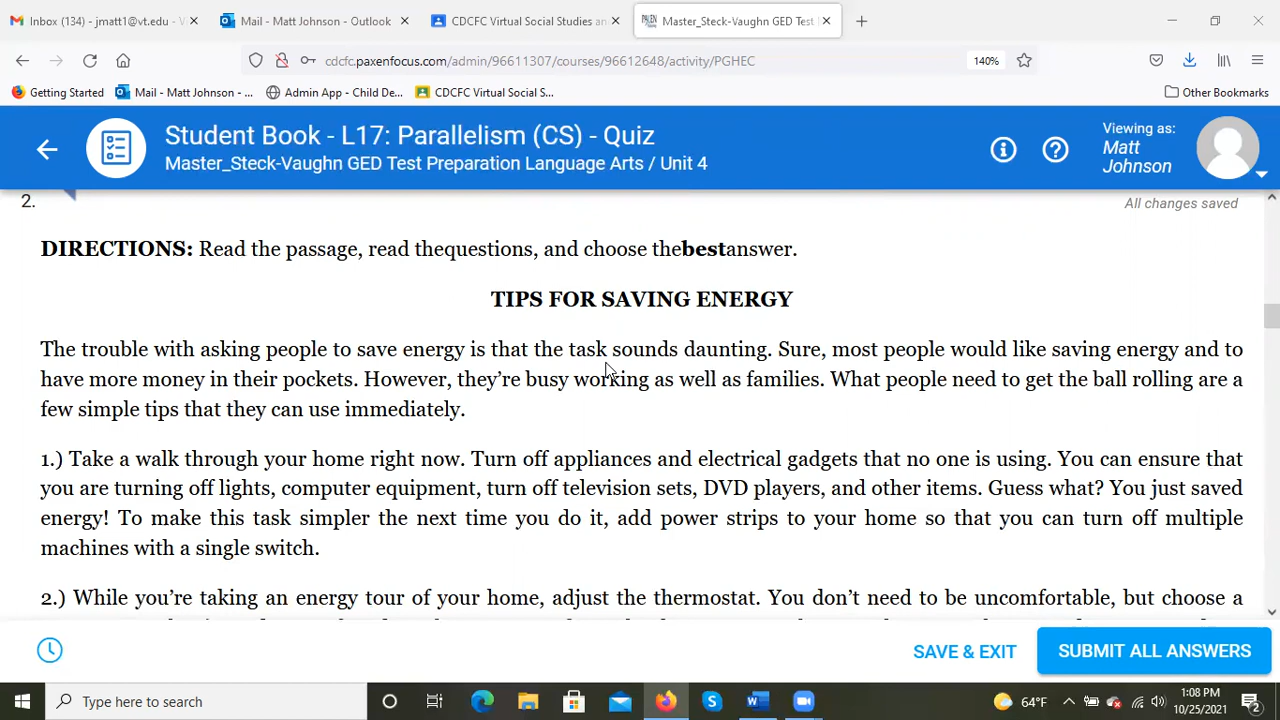 Inbox (134) - jmatt1@vt.edu - V
Mail - Matt Johnson - Outlook
CDCFC Virtual Social Studies an
Master_Steck-Vaughn GED Test
cdcfc.paxenfocus.com/admin/96611307/courses/96612648/activity/PGHEC
140%
Getting Started
Mail - Matt Johnson - ...
Admin App - Child De...
CDCFC Virtual Social S...
Other Bookmarks
Student Book - L17: Parallelism (CS) - Quiz
Master_Steck-Vaughn GED Test Preparation Language Arts / Unit 4
Viewing as:
Matt
Johnson
2.
All changes saved
DIRECTIONS: Read the passage, read thequestions, and choose thebestanswer.
TIPS FOR SAVING ENERGY
The trouble with asking people to save energy is that the task sounds daunting. Sure, most people would like saving energy and to
have more money in their pockets. However, they're busy working as well as families. What people need to get the ball rolling are a
few simple tips that they can use immediately.
1.) Take a walk through your home right now. Turn off appliances and electrical gadgets that no one is using. You can ensure that
you are turning off lights, computer equipment, turn off television sets, DVD players, and other items. Guess what? You just saved
energy! To make this task simpler the next time you do it, add power strips to your home so that you can turn off multiple
machines with a single switch.
2.) While you're taking an energy tour of your home, adjust the thermostat. You don't need to be uncomfortable, but choose a
SAVE & EXIT
SUBMIT ALL ANSWERS
Type here to search
64°F
1:08 PM
10/25/2021
2